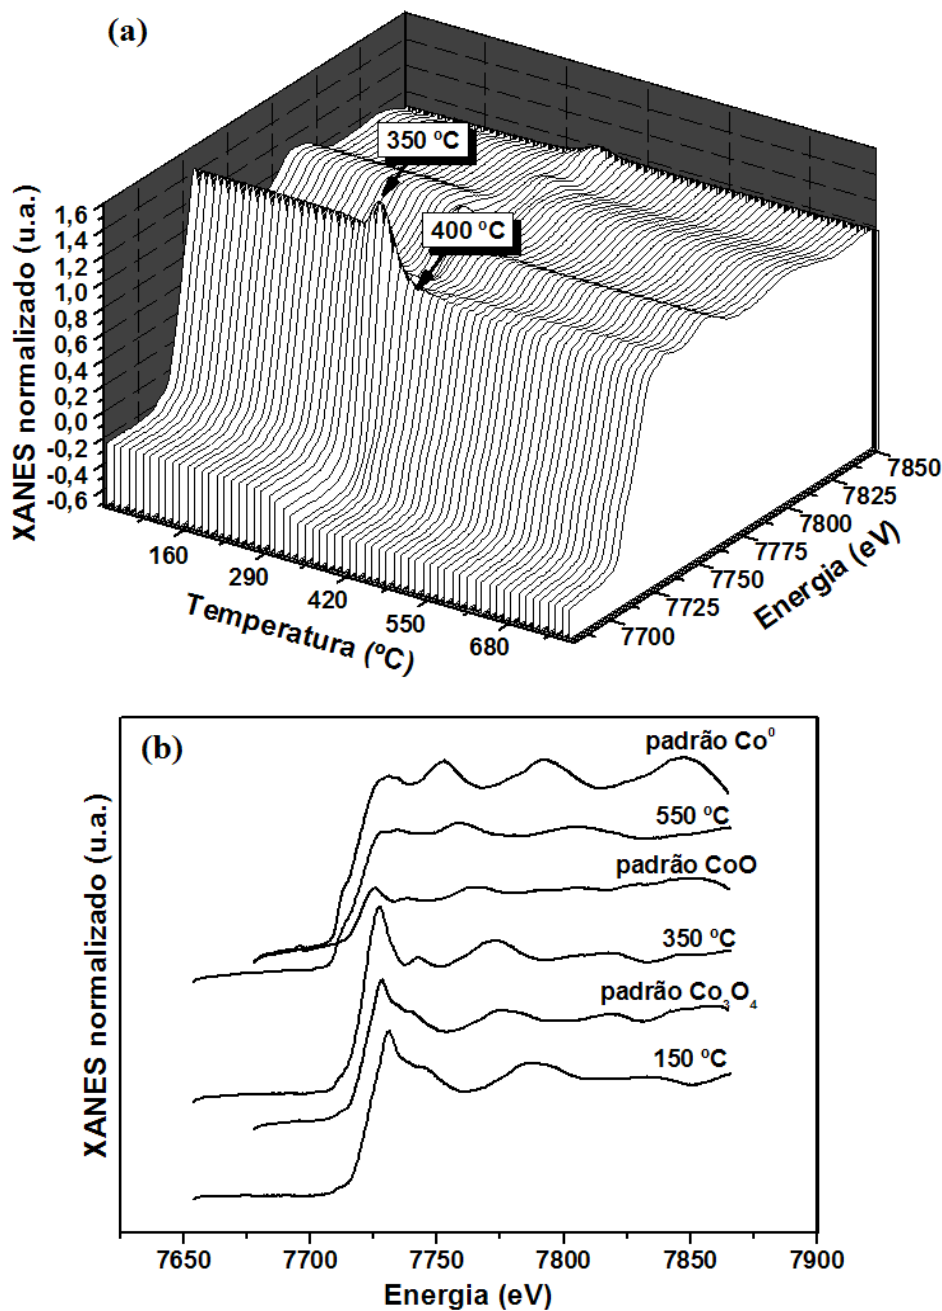 (a)
350 ºC
400 ºC
XANES normalizado (u.a.)
1,6
1,4
1,2
1,0
0,8
0,6
0,4
0,2
0,0
-0,2
-0,4
-0,6
160
290
420
550
680
Temperatura (ºC)
7700
7725
7750
7775
7800
7825
7850
Energia (eV)
(b)
padrão Co⁰
550 ºC
padrão CoO
350 ºC
padrão Co₃O₄
150 ºC
XANES normalizado (u.a.)
7650
7700
7750
7800
7850
7900
Energia (eV)